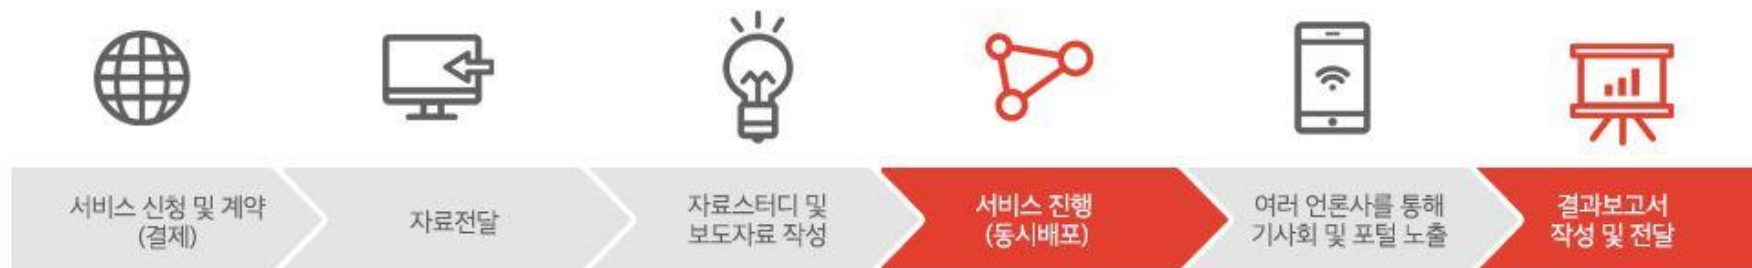 서비스 신청 및 계약
(결제)
자료전달
자료스터디 및
보도자료 작성
서비스 진행
(동시배포)
여러 언론사를 통해
기사회 및 포털 노출
결과보고서
작성 및 전달